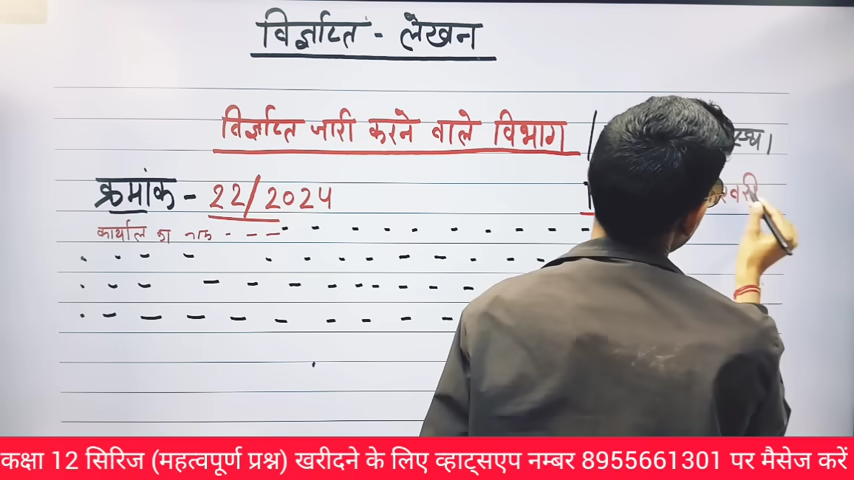 विज्ञप्ति - लेखन
विज्ञप्ति जारी करने वाले विभाग /
क्रमांक - 22/2024
कक्षा 12 सिरिज (महत्वपूर्ण प्रश्न) खरीदने के लिए व्हाट्सएप नम्बर 8955661301 पर मैसेज करें